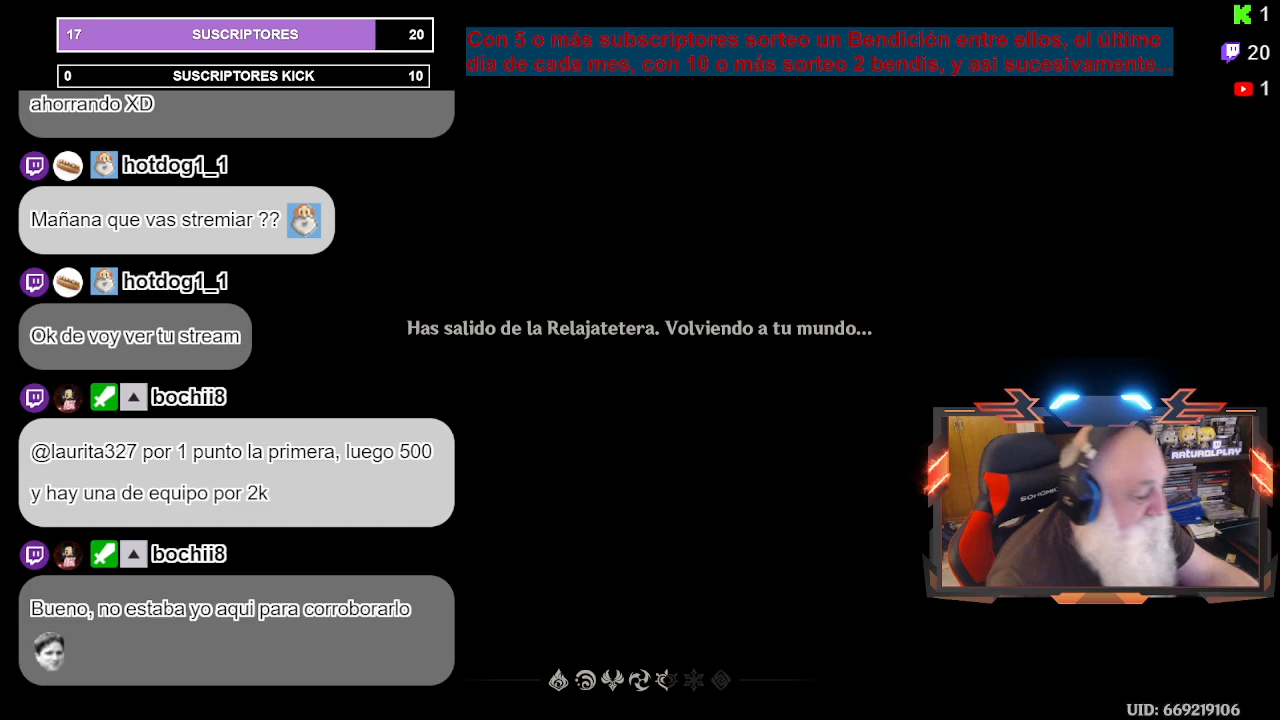 17 SUSCRIPTORES 20
0 SUSCRIPTORES KICK 10
Con 5 o más subscriptores sorteo un Bendición entre ellos, el último
día de cada mes, con 10 o más sorteo 2 bendis, y asi sucesivamente...
1
20
1
ahorrando XD
hotdog1_1
Mañana que vas stremiar ??
hotdog1_1
Ok de voy ver tu stream
Has salido de la Relajatetera. Volviendo a tu mundo...
bochii8
@laurita327 por 1 punto la primera, luego 500
y hay una de equipo por 2k
bochii8
Bueno, no estaba yo aqui para corroborarlo
SOHOMIC
RATUROLPLAY
UID: 669219106